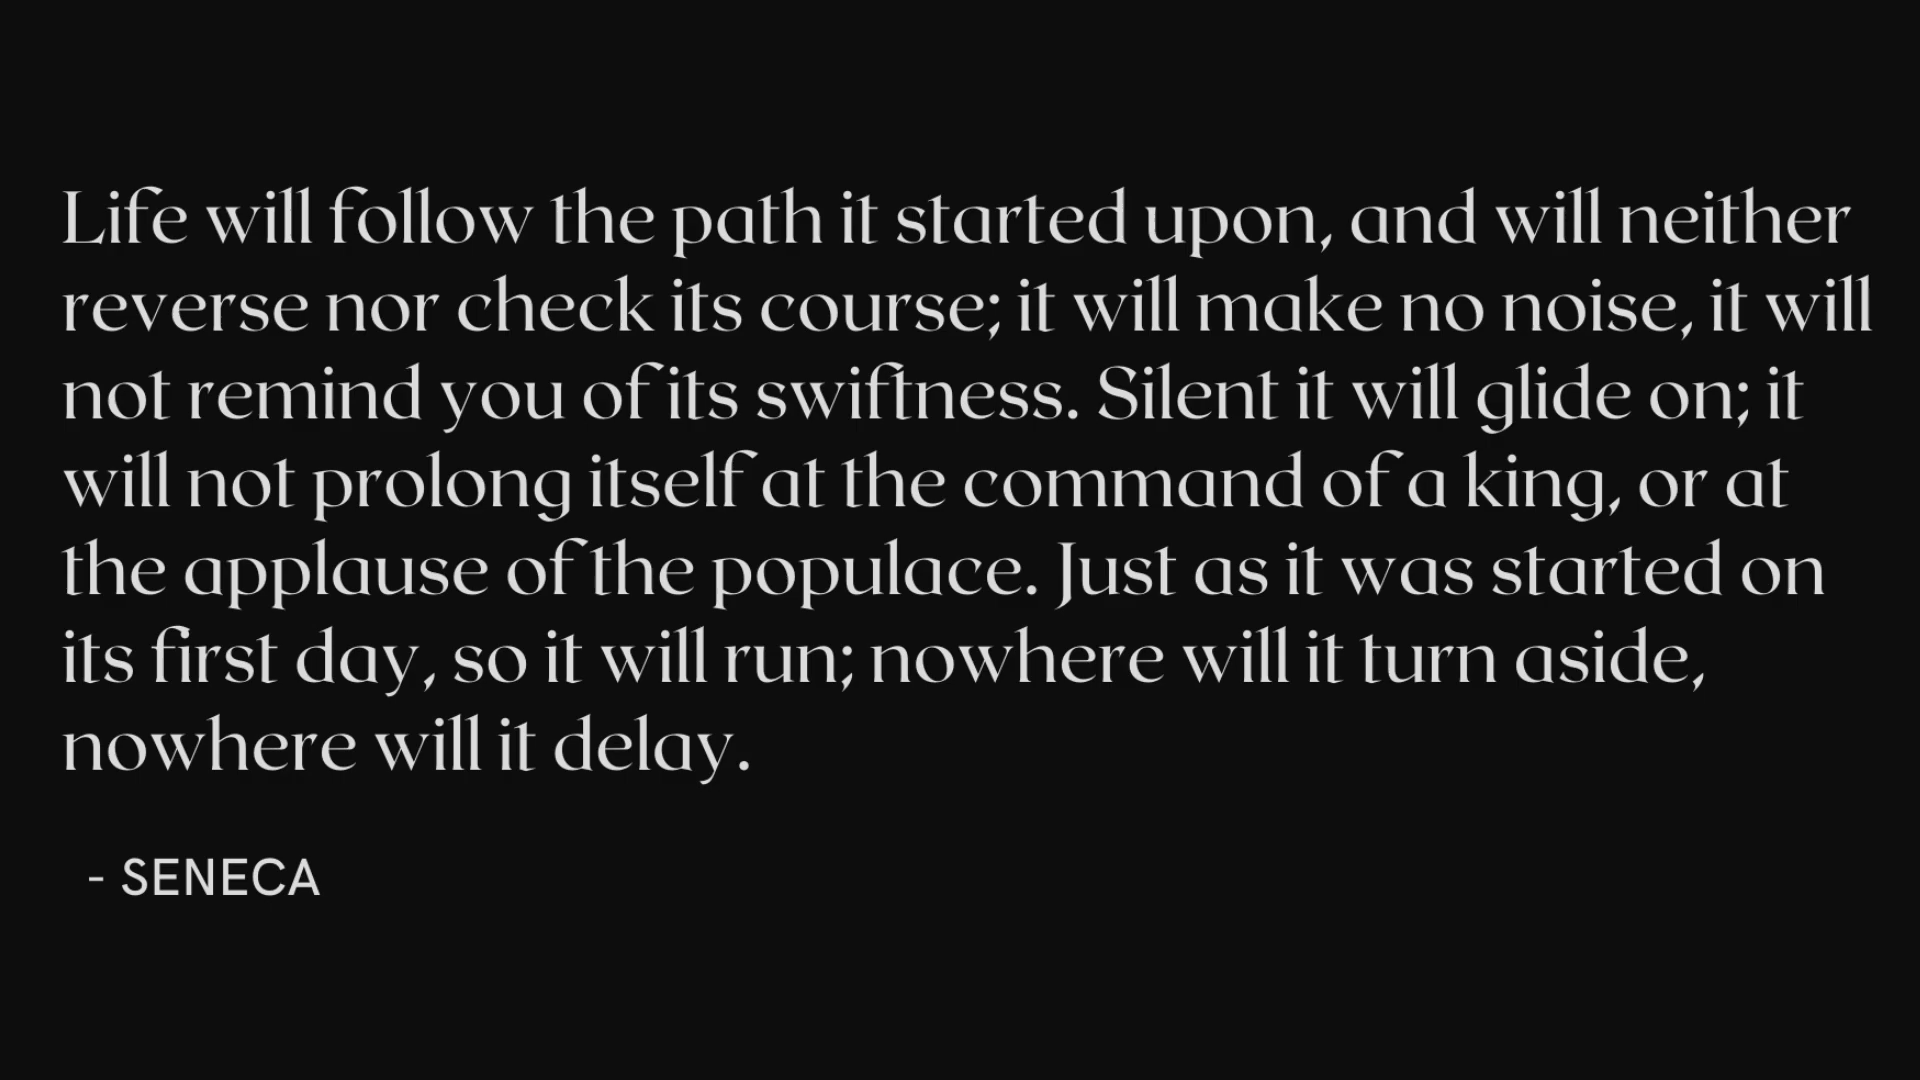 Life will follow the path it started upon, and will neither
reverse nor check its course; it will make no noise, it will
not remind you of its swiftness. Silent it will glide on; it
will not prolong itself at the command of a king, or at
the applause of the populace. Just as it was started on
its first day, so it will run; nowhere will it turn aside,
nowhere will it delay.
- SENECA